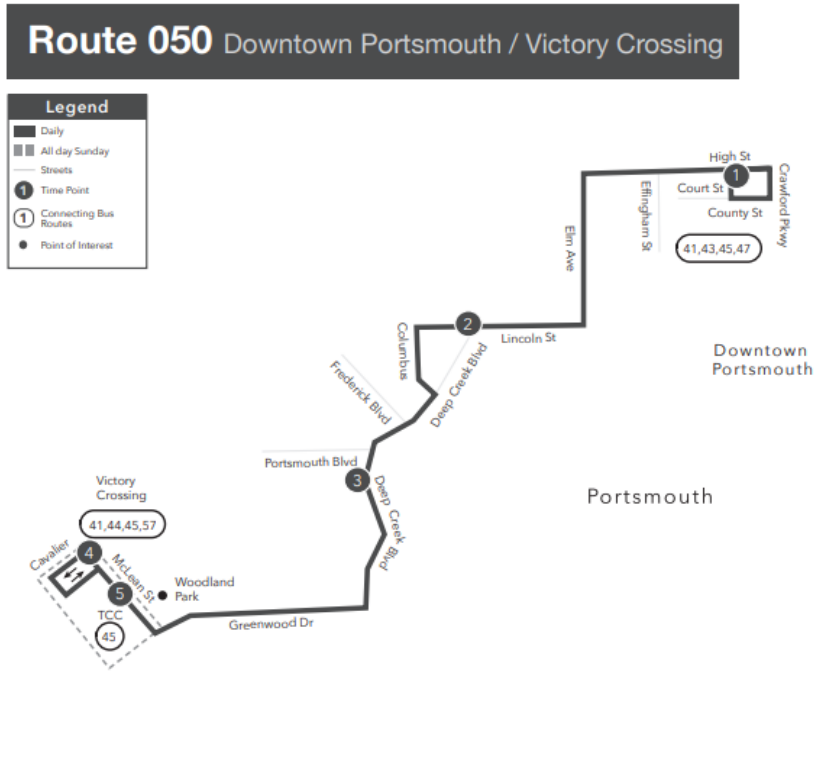 Route 050 Downtown Portsmouth / Victory Crossing
Legend
Daily
All day Sunday
Streets
1 Time Point
1 Connecting Bus
Routes
Point of Interest
High St
1
Court St
County St
Crawford Pkwy
Effingham St
41,43,45,47
Elm Ave
2
Lincoln St
Columbus
Deep Creek Blvd
Downtown
Portsmouth
Frederick Blvd
Portsmouth Blvd
3
Deep Creek Blvd
Portsmouth
Victory
Crossing
41,44,45,57
Cavalier
4
McLean St
5
Woodland
Park
TCC
45
Greenwood Dr